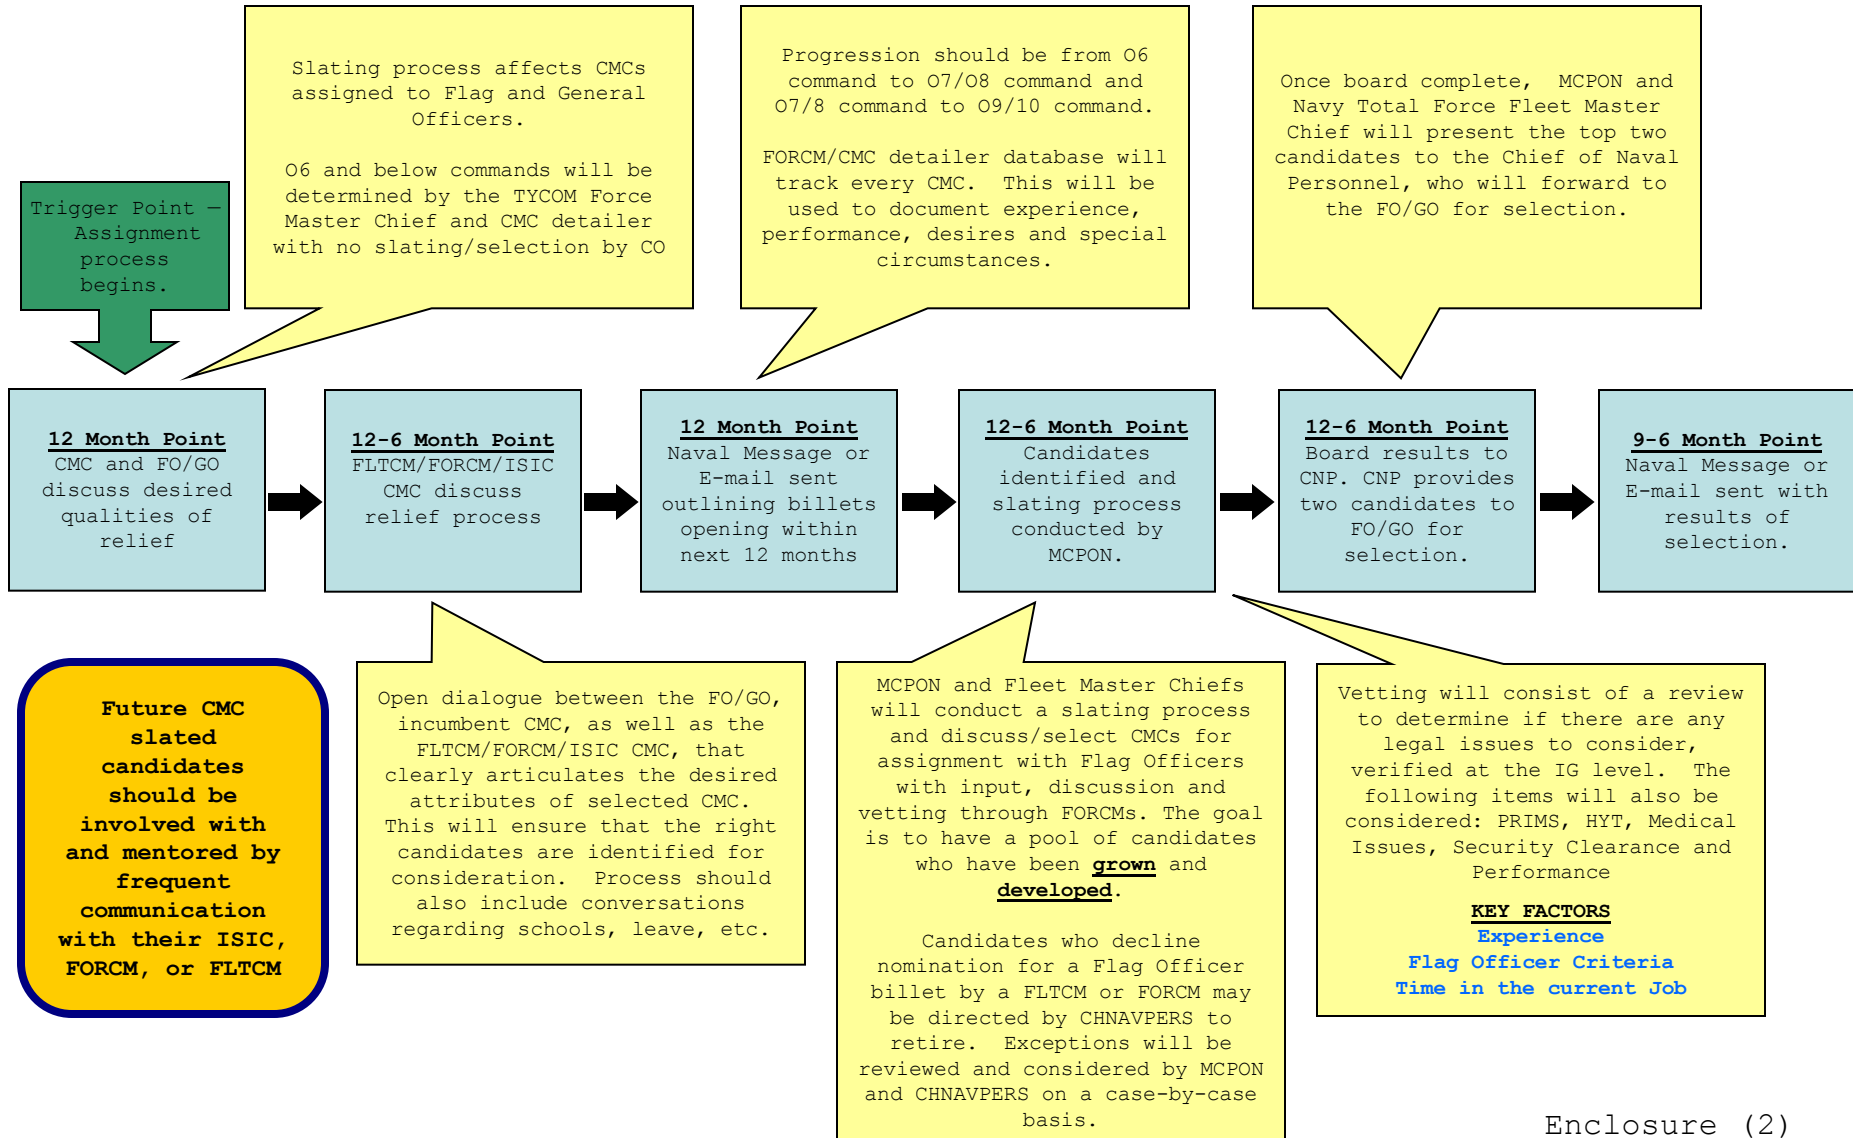 Slating process affects CMCs
assigned to Flag and General
Officers.
O6 and below commands will be
determined by the TYCOM Force
Master Chief and CMC detailer
with no slating/selection by CO
Progression should be from O6
command to O7/O8 command and
O7/8 command to O9/10 command.
FORCM/CMC detailer database will
track every CMC.  This will be
used to document experience,
performance, desires and special
circumstances.
Once board complete,  MCPON and
Navy Total Force Fleet Master
Chief will present the top two
candidates to the Chief of Naval
Personnel, who will forward to
the FO/GO for selection.
Trigger Point —
Assignment
process
begins.
12 Month Point
CMC and FO/GO
discuss desired
qualities of
relief
12-6 Month Point
FLTCM/FORCM/ISIC
CMC discuss
relief process
12 Month Point
Naval Message or
E-mail sent
outlining billets
opening within
next 12 months
12-6 Month Point
Candidates
identified and
slating process
conducted by
MCPON.
12-6 Month Point
Board results to
CNP. CNP provides
two candidates to
FO/GO for
selection.
9-6 Month Point
Naval Message or
E-mail sent with
results of
selection.
Future CMC
slated
candidates
should be
involved with
and mentored by
frequent
communication
with their ISIC,
FORCM, or FLTCM
Open dialogue between the FO/GO,
incumbent CMC, as well as the
FLTCM/FORCM/ISIC CMC, that
clearly articulates the desired
attributes of selected CMC.
This will ensure that the right
candidates are identified for
consideration.  Process should
also include conversations
regarding schools, leave, etc.
MCPON and Fleet Master Chiefs
will conduct a slating process
and discuss/select CMCs for
assignment with Flag Officers
with input, discussion and
vetting through FORCMs. The goal
is to have a pool of candidates
who have been grown and
developed.
Candidates who decline
nomination for a Flag Officer
billet by a FLTCM or FORCM may
be directed by CHNAVPERS to
retire.  Exceptions will be
reviewed and considered by MCPON
and CHNAVPERS on a case-by-case
basis.
Vetting will consist of a review
to determine if there are any
legal issues to consider,
verified at the IG level.  The
following items will also be
considered: PRIMS, HYT, Medical
Issues, Security Clearance and
Performance
KEY FACTORS
Experience
Flag Officer Criteria
Time in the current Job
Enclosure (2)